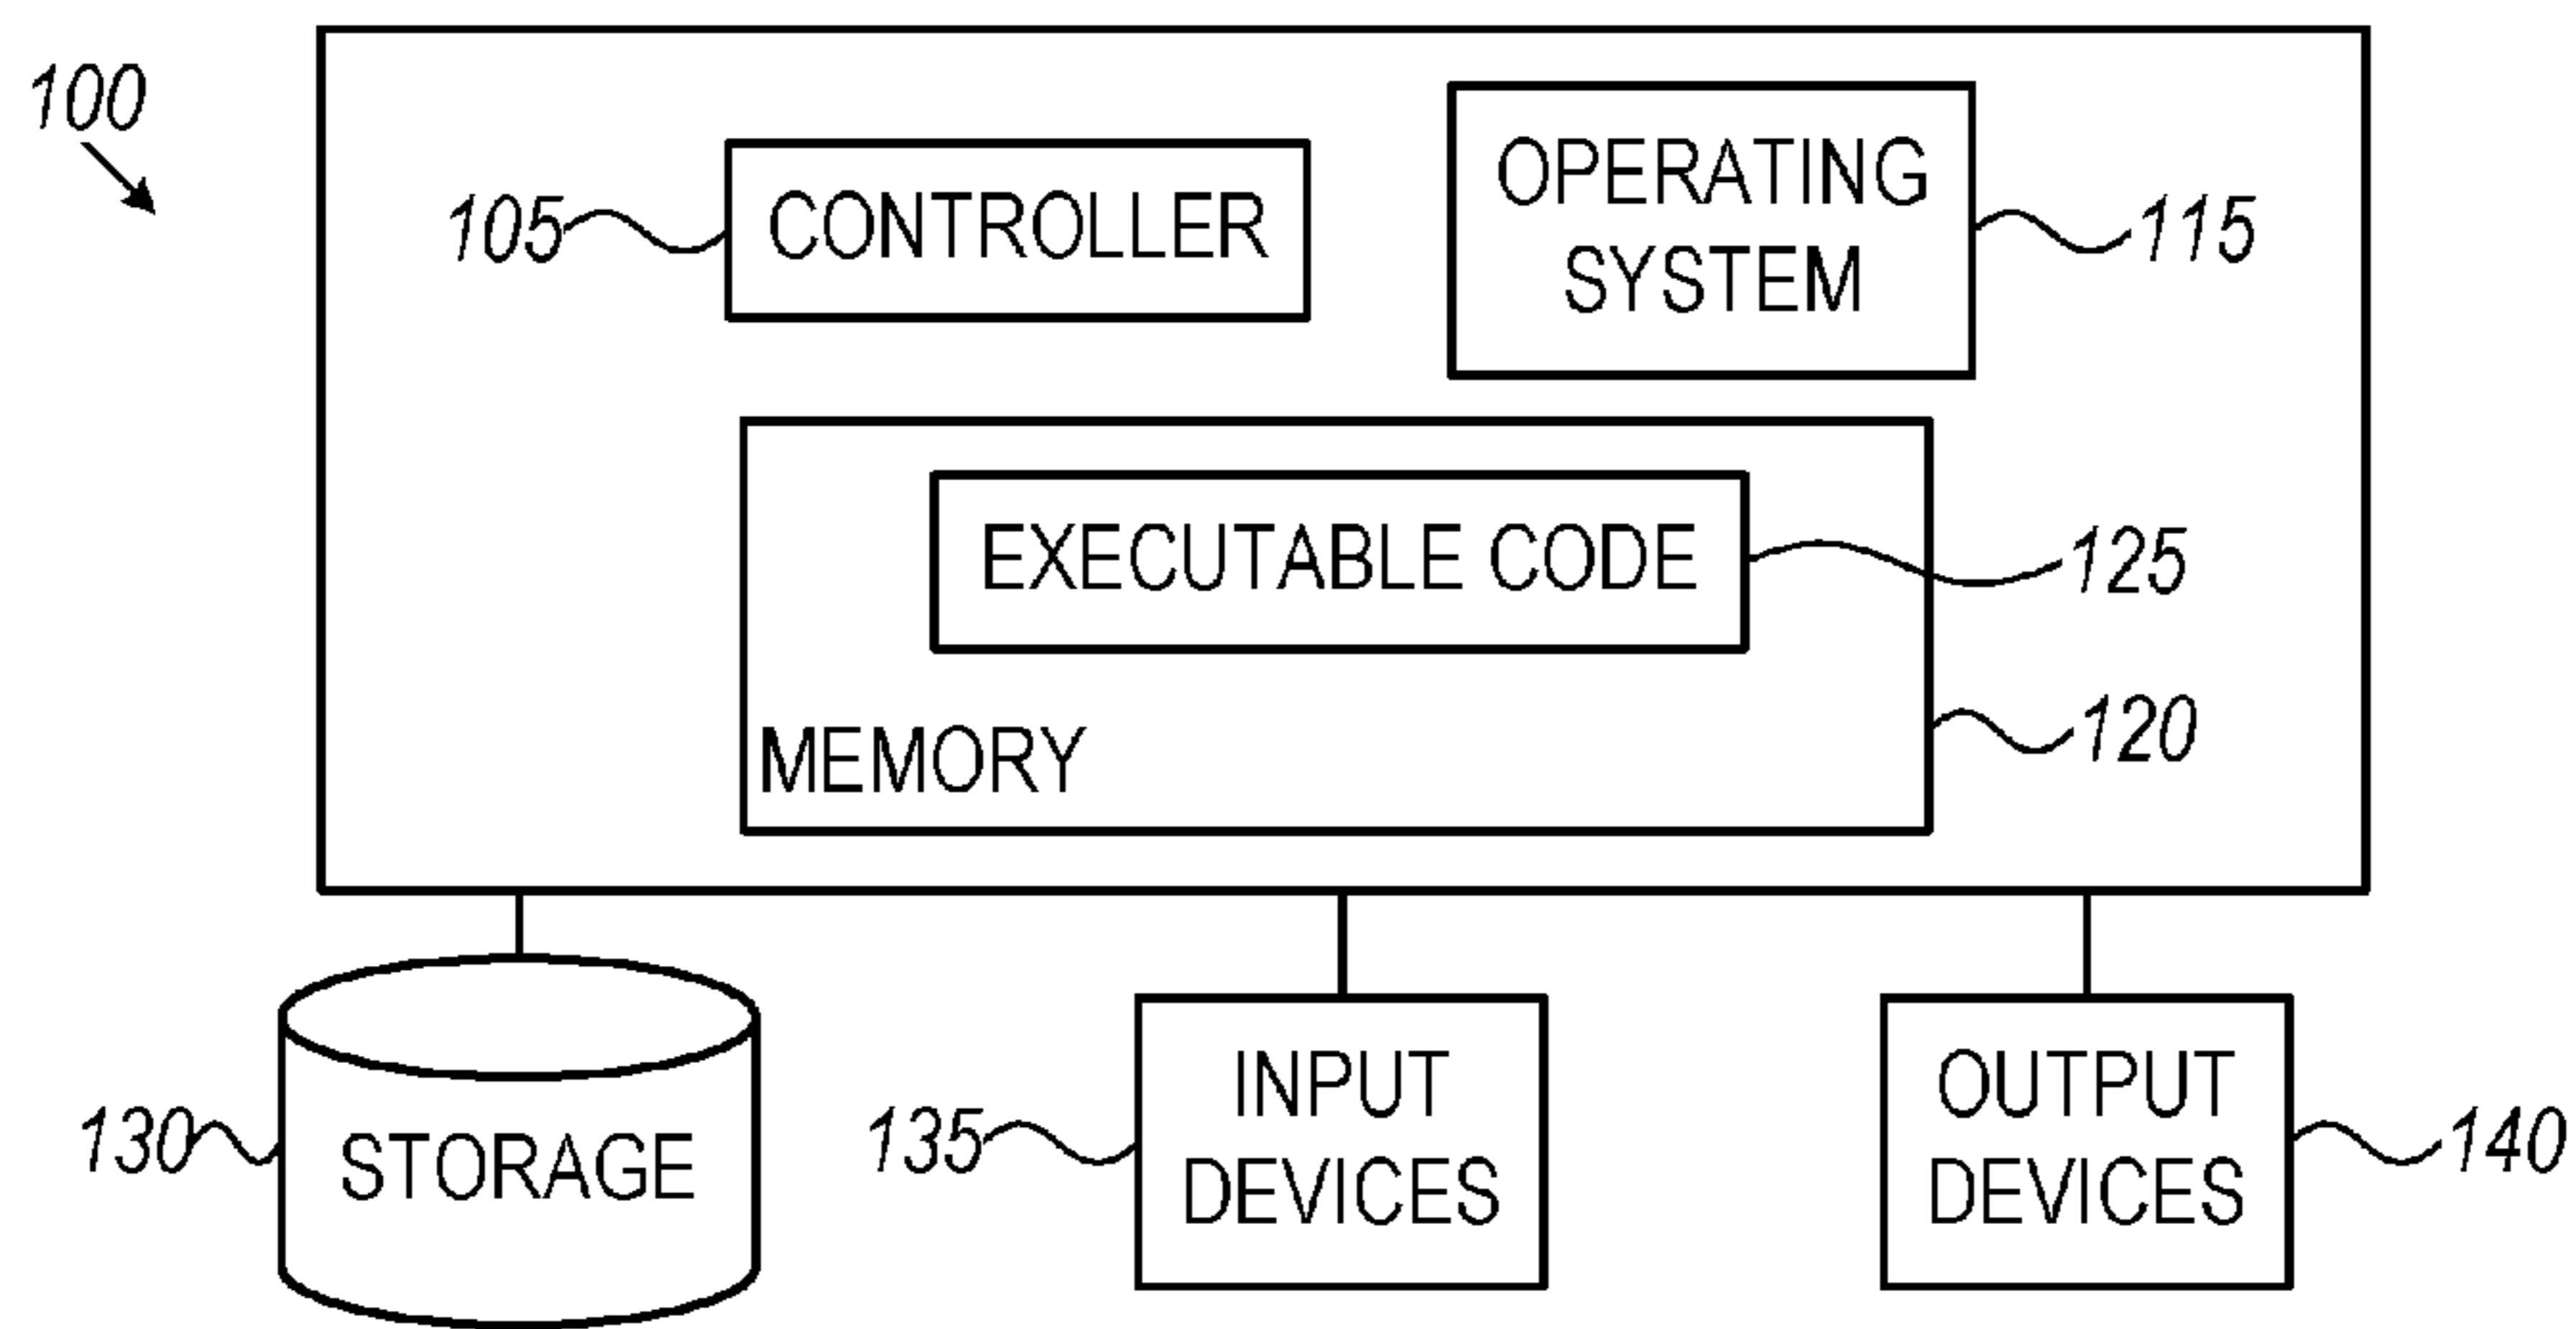 100
105
CONTROLLER
OPERATING
SYSTEM
115
EXECUTABLE CODE
125
MEMORY
120
130
STORAGE
135
INPUT
DEVICES
OUTPUT
DEVICES
140